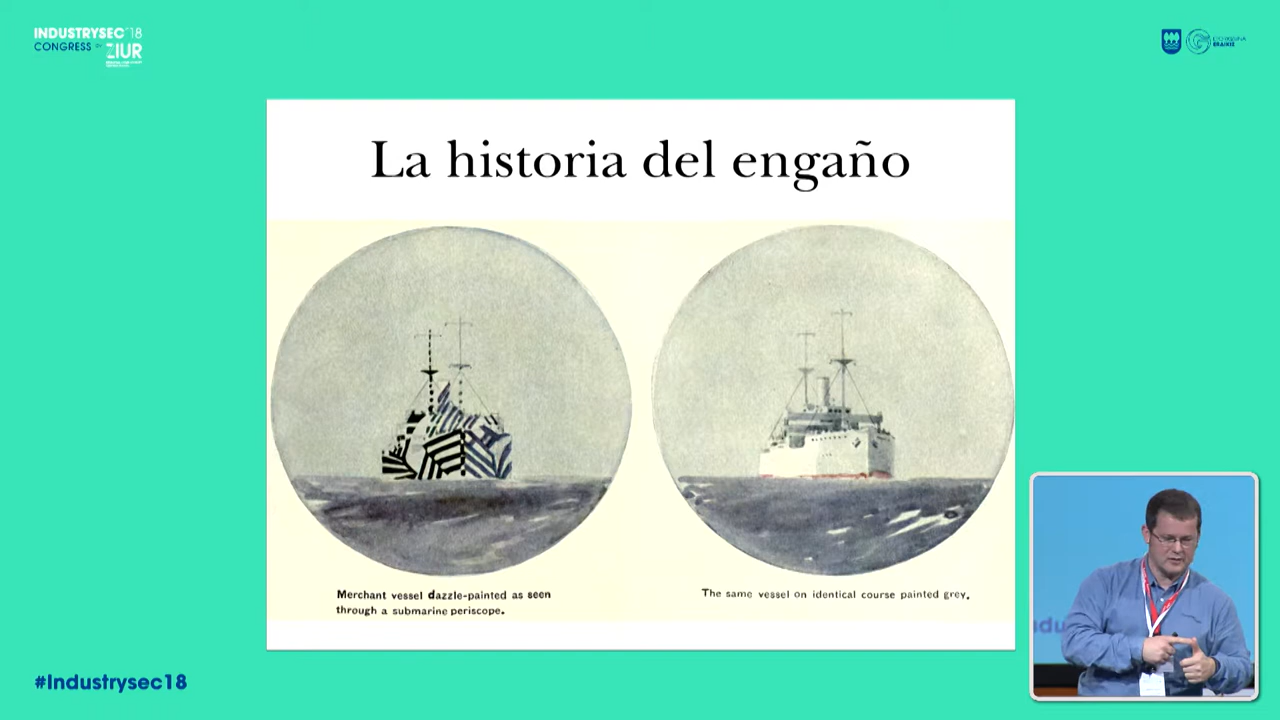 INDUSTRYSEC'18
CONGRESS BY ZIUR
La historia del engaño
Merchant vessel dazzle-painted as seen
through a submarine periscope.
The same vessel on identical course painted grey.
#Industrysec18